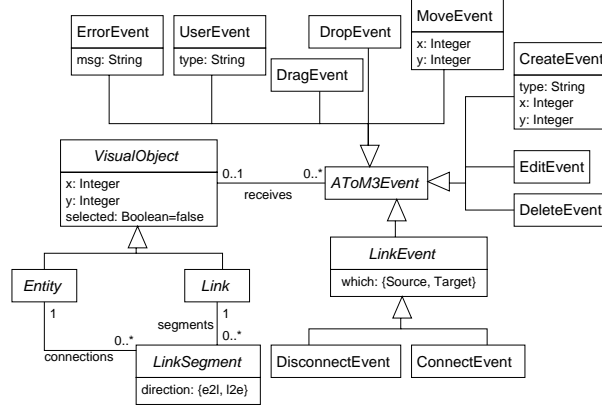 ErrorEvent
msg: String
UserEvent
type: String
DropEvent
DragEvent
MoveEvent
x: Integer
y: Integer
CreateEvent
type: String
x: Integer
y: Integer
VisualObject
x: Integer
y: Integer
selected: Boolean=false
0..1
0..*
receives
AToM3Event
EditEvent
DeleteEvent
LinkEvent
which: {Source, Target}
Entity
Link
1
1
segments
0..*
0..*
connections
LinkSegment
direction: {e2l, l2e}
DisconnectEvent
ConnectEvent